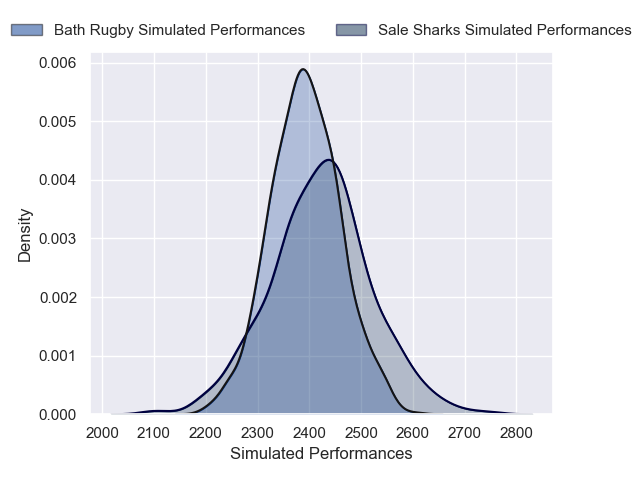 Bath Rugby Simulated Performances
Sale Sharks Simulated Performances
0.006
0.005
0.004
0.003
0.002
0.001
0.000
Density
2000 2100 2200 2300 2400 2500 2600 2700 2800
Simulated Performances